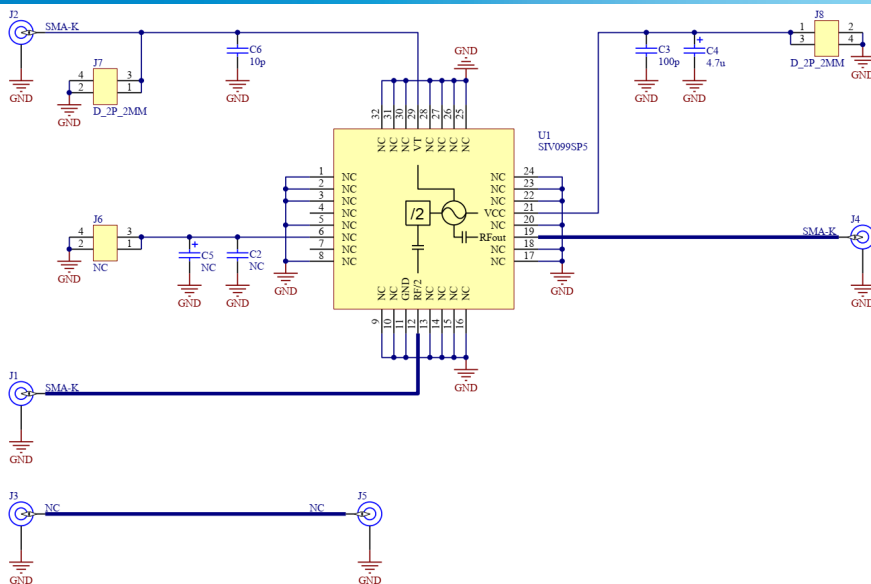 J2
SMA-K
GND
J7
4 3
2 1
GND
D_2P_2MM
C6
10p
GND
GND
32 31 30 29 28 27 26 25
NC NC NC VT NC NC NC NC
C3
100p
GND
+
C4
4.7u
GND
J8
1 2
3 4
D_2P_2MM
GND
U1
SIV099SP5
1 NC
2 NC
3 NC
4 NC
5 NC
6 NC
7 NC
8 NC
GND
/2
NC 24
NC 23
NC 22
VCC 21
NC 20
RFout 19
NC 18
NC 17
GND
NC NC GND RF/2 NC NC NC NC
9 10 11 12 13 14 15 16
GND
J6
4 3
2 1
GND
NC
+
C5
NC
GND
C2
NC
GND
J4
SMA-K
GND
J1
SMA-K
GND
J3
NC
GND
J5
NC
GND